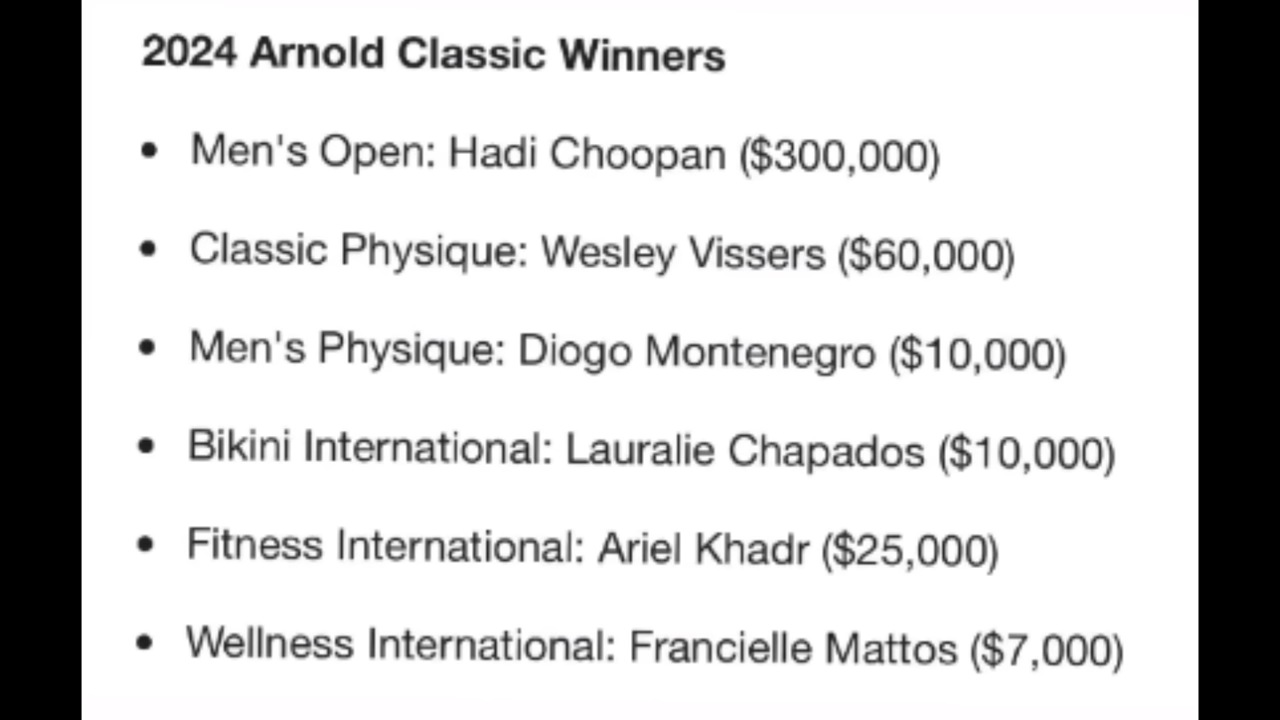 2024 Arnold Classic Winners
• Men's Open: Hadi Choopan ($300,000)
• Classic Physique: Wesley Vissers ($60,000)
• Men's Physique: Diogo Montenegro ($10,000)
• Bikini International: Lauralie Chapados ($10,000)
• Fitness International: Ariel Khadr ($25,000)
• Wellness International: Francielle Mattos ($7,000)